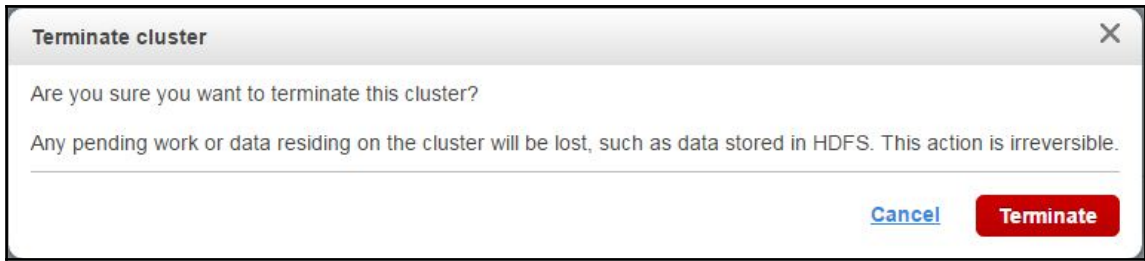 Terminate cluster
Are you sure you want to terminate this cluster?
Any pending work or data residing on the cluster will be lost, such as data stored in HDFS. This action is irreversible.
Cancel Terminate